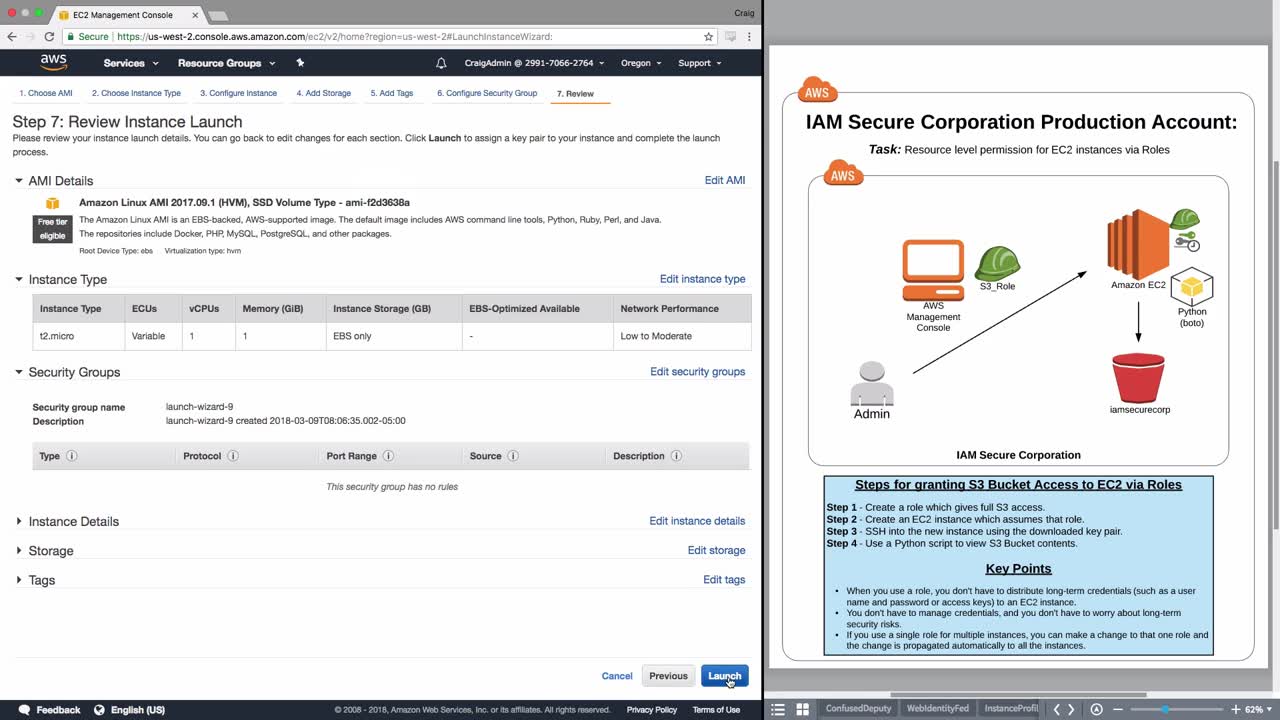 EC2 Management Console
Craig
Secure | https://us-west-2.console.aws.amazon.com/ec2/v2/home?region=us-west-2#LaunchInstanceWizard:
aws
Services
Resource Groups
CraigAdmin @ 2991-7066-2764
Oregon
Support
1. Choose AMI
2. Choose Instance Type
3. Configure Instance
4. Add Storage
5. Add Tags
6. Configure Security Group
7. Review
Step 7: Review Instance Launch
Please review your instance launch details. You can go back to edit changes for each section. Click Launch to assign a key pair to your instance and complete the launch
process.
AMI Details
Edit AMI
Amazon Linux AMI 2017.09.1 (HVM), SSD Volume Type - ami-f2d3638a
Free tier
eligible
The Amazon Linux AMI is an EBS-backed, AWS-supported image. The default image includes AWS command line tools, Python, Ruby, Perl, and Java.
The repositories include Docker, PHP, MySQL, PostgreSQL, and other packages.
Root Device Type: ebs Virtualization type: hvm
Instance Type
Edit instance type
Instance Type ECUs vCPUs Memory (GiB) Instance Storage (GB) EBS-Optimized Available Network Performance
t2.micro Variable 1 1 EBS only - Low to Moderate
Security Groups
Edit security groups
Security group name launch-wizard-9
Description launch-wizard-9 created 2018-03-09T08:06:35.002-05:00
Type Protocol Port Range Source Description
This security group has no rules
Instance Details
Edit instance details
Storage
Edit storage
Tags
Edit tags
Cancel
Previous
Launch
Feedback
English (US)
© 2008 - 2018, Amazon Web Services, Inc. or its affiliates. All rights reserved.
Privacy Policy
Terms of Use
AWS
IAM Secure Corporation Production Account:
Task: Resource level permission for EC2 instances via Roles
AWS
S3_Role
AWS
Management
Console
Amazon EC2
Python
(boto)
Admin
iamsecurecorp
IAM Secure Corporation
Steps for granting S3 Bucket Access to EC2 via Roles
Step 1 - Create a role which gives full S3 access.
Step 2 - Create an EC2 instance which assumes that role.
Step 3 - SSH into the new instance using the downloaded key pair.
Step 4 - Use a Python script to view S3 Bucket contents.
Key Points
• When you use a role, you don't have to distribute long-term credentials (such as a user
name and password or access keys) to an EC2 instance.
• You don't have to manage credentials, and you don't have to worry about long-term
security risks.
• If you use a single role for multiple instances, you can make a change to that one role and
the change is propagated automatically to all the instances.
ConfusedDeputy
WebIdentityFed
InstanceProfil
62%